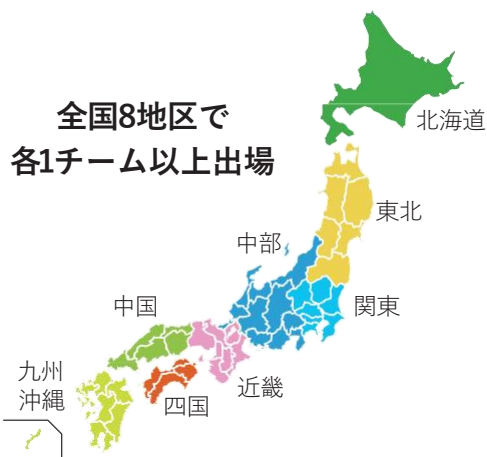 全国8地区で
各1チーム以上出場
北海道
東北
中部
関東
中国
近畿
四国
九州
沖縄